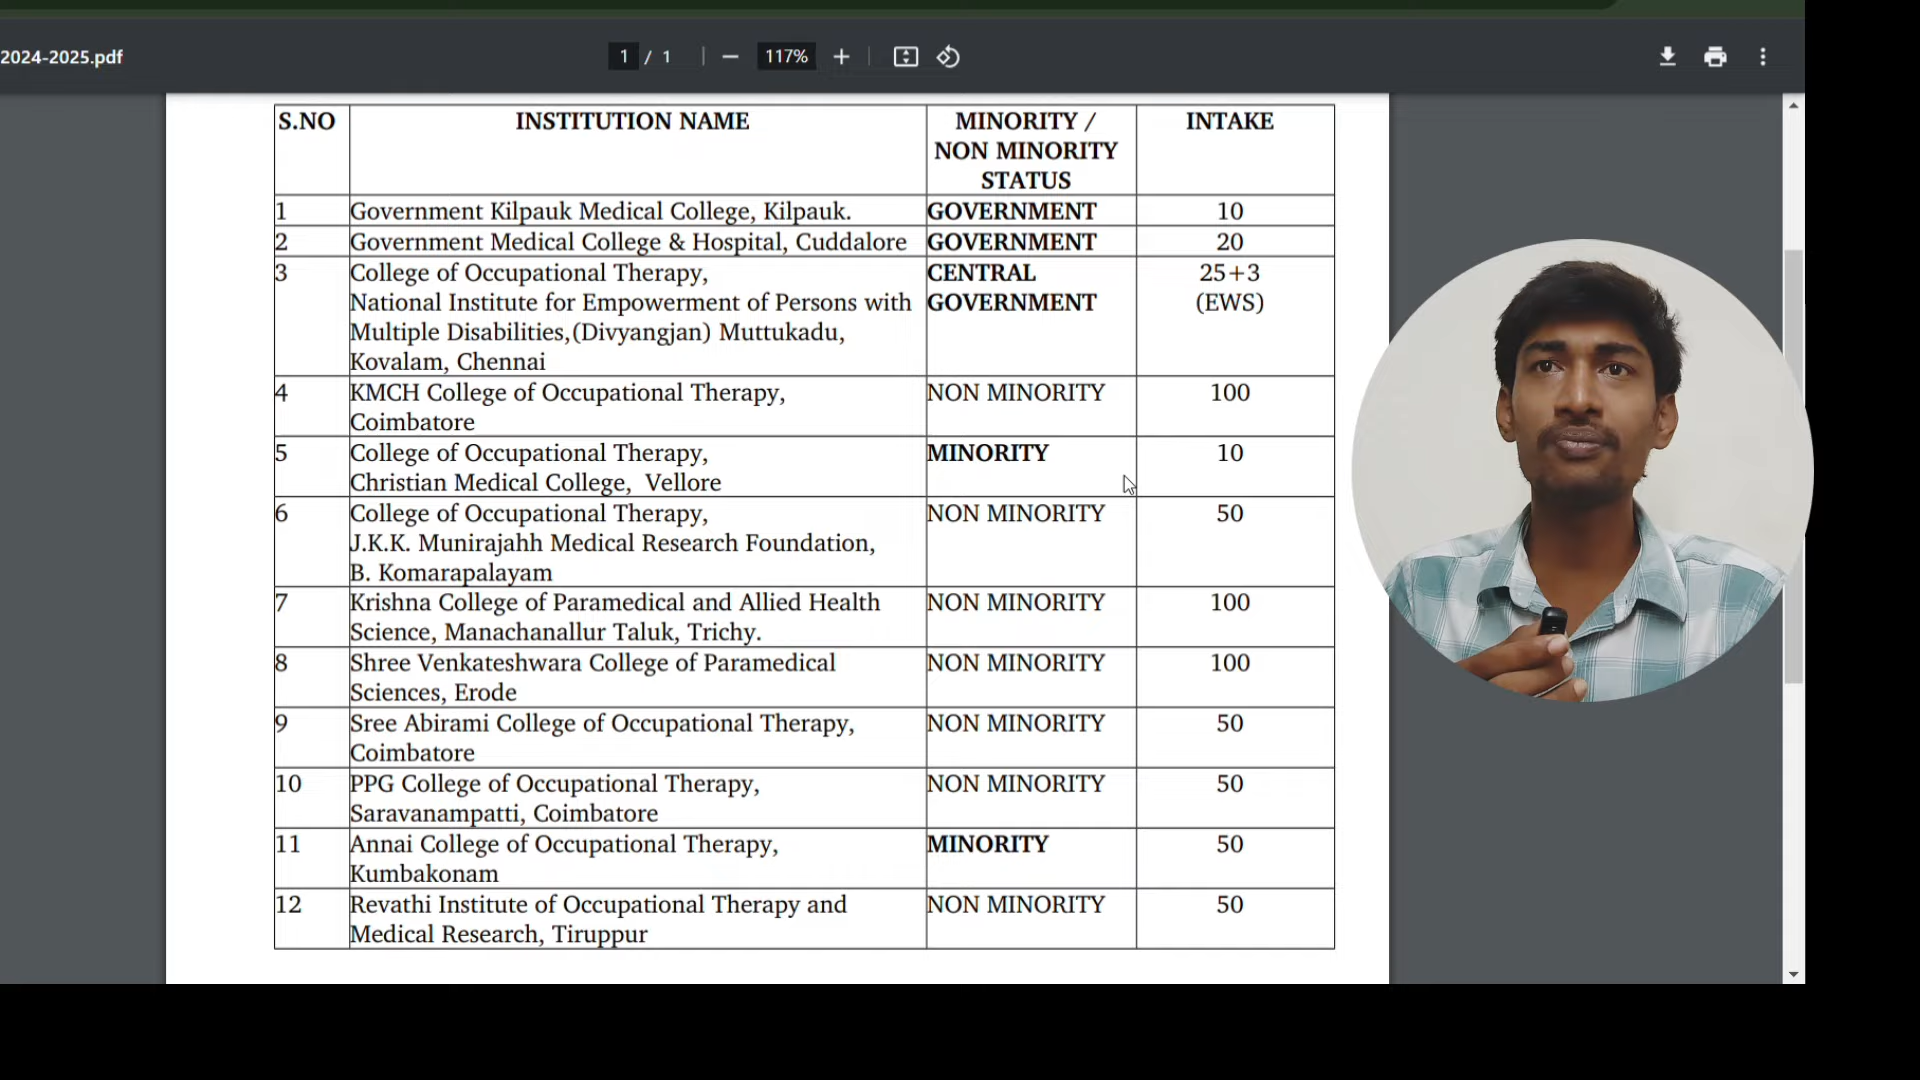 2024-2025.pdf
1 / 1
117%
S.NO INSTITUTION NAME MINORITY / NON MINORITY STATUS INTAKE
1 Government Kilpauk Medical College, Kilpauk. GOVERNMENT 10
2 Government Medical College & Hospital, Cuddalore GOVERNMENT 20
3 College of Occupational Therapy, CENTRAL 25+3
National Institute for Empowerment of Persons with GOVERNMENT (EWS)
Multiple Disabilities,(Divyangjan) Muttukadu,
Kovalam, Chennai
4 KMCH College of Occupational Therapy, NON MINORITY 100
Coimbatore
5 College of Occupational Therapy, MINORITY 10
Christian Medical College, Vellore
6 College of Occupational Therapy, NON MINORITY 50
J.K.K. Munirajahh Medical Research Foundation,
B. Komarapalayam
7 Krishna College of Paramedical and Allied Health NON MINORITY 100
Science, Manachanallur Taluk, Trichy.
8 Shree Venkateshwara College of Paramedical NON MINORITY 100
Sciences, Erode
9 Sree Abirami College of Occupational Therapy, NON MINORITY 50
Coimbatore
10 PPG College of Occupational Therapy, NON MINORITY 50
Saravanampatti, Coimbatore
11 Annai College of Occupational Therapy, MINORITY 50
Kumbakonam
12 Revathi Institute of Occupational Therapy and NON MINORITY 50
Medical Research, Tiruppur